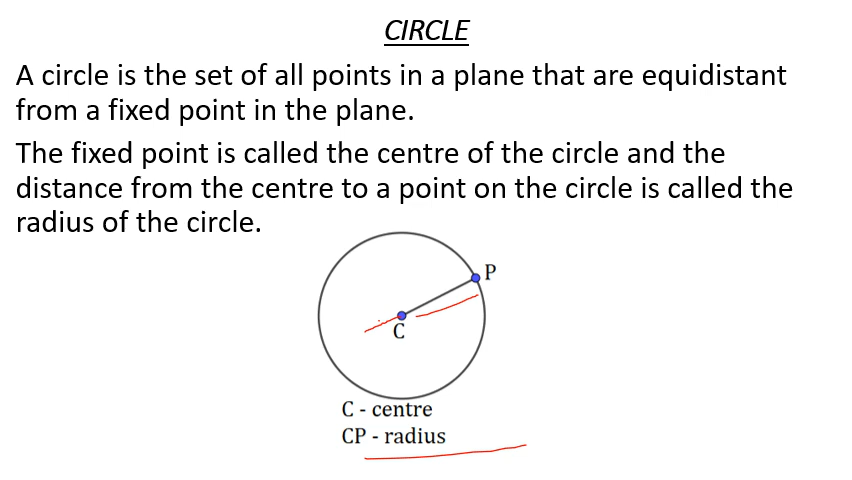 CIRCLE
A circle is the set of all points in a plane that are equidistant
from a fixed point in the plane.
The fixed point is called the centre of the circle and the
distance from the centre to a point on the circle is called the
radius of the circle.
P
C
C - centre
CP - radius